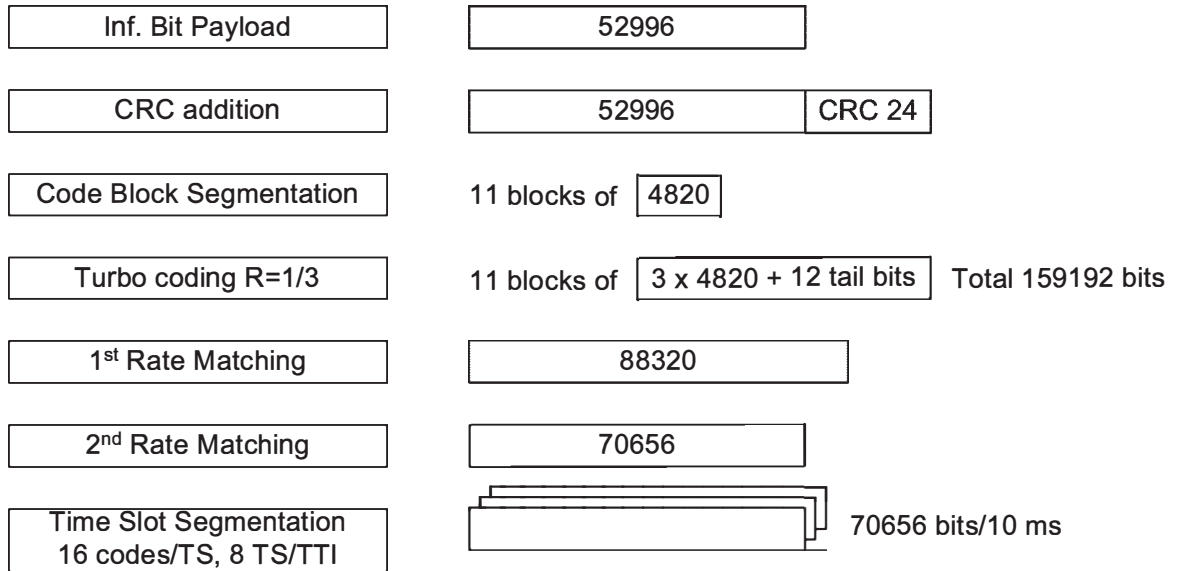 Inf. Bit Payload 52996
CRC addition 52996 CRC 24
Code Block Segmentation 11 blocks of 4820
Turbo coding R=1/3 11 blocks of 3 x 4820 + 12 tail bits Total 159192 bits
1st Rate Matching 88320
2nd Rate Matching 70656
Time Slot Segmentation
16 codes/TS, 8 TS/TTI
70656 bits/10 ms